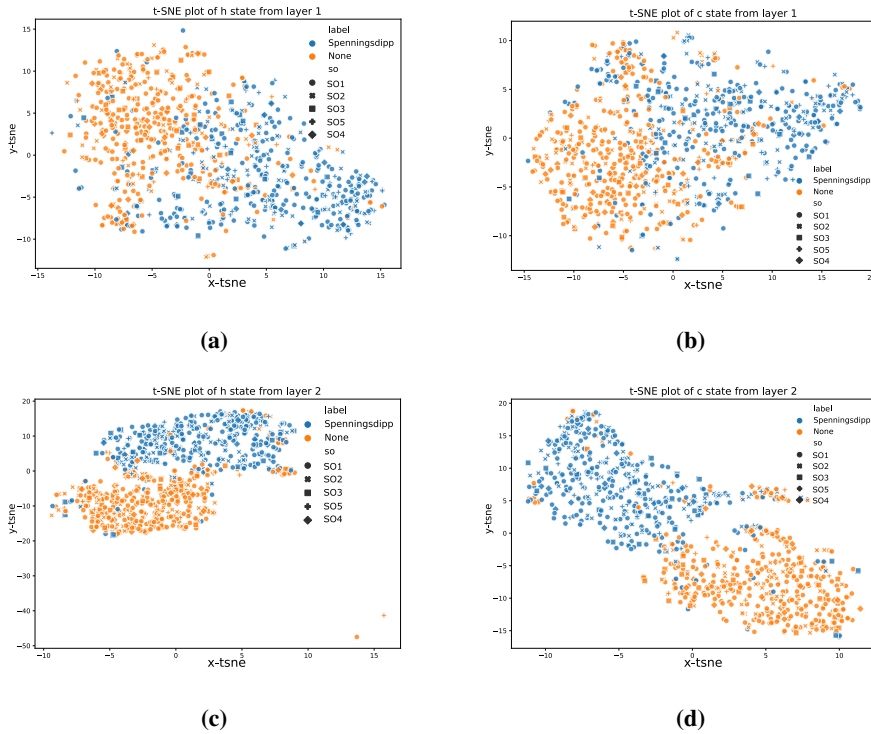 t-SNE plot of h state from layer 1
label
Spenningsdipp
None
so
SO1
SO2
SO3
SO5
SO4
15
10
5
0
−5
−10
y-tsne
−15
−10
−5
0
5
10
15
x-tsne
(a)
t-SNE plot of c state from layer 1
label
Spenningsdipp
None
so
SO1
SO2
SO3
SO5
SO4
10
5
0
−5
−10
y-tsne
−15
−10
−5
0
5
10
15
x-tsne
(b)
t-SNE plot of h state from layer 2
label
Spenningsdipp
None
so
SO1
SO2
SO3
SO5
SO4
20
10
0
−10
−20
−30
−40
−50
y-tsne
−10
−5
0
5
10
15
x-tsne
(c)
t-SNE plot of c state from layer 2
label
Spenningsdipp
None
so
SO1
SO2
SO3
SO5
SO4
20
15
10
5
0
−5
−10
−15
y-tsne
−10
−5
0
5
10
x-tsne
(d)